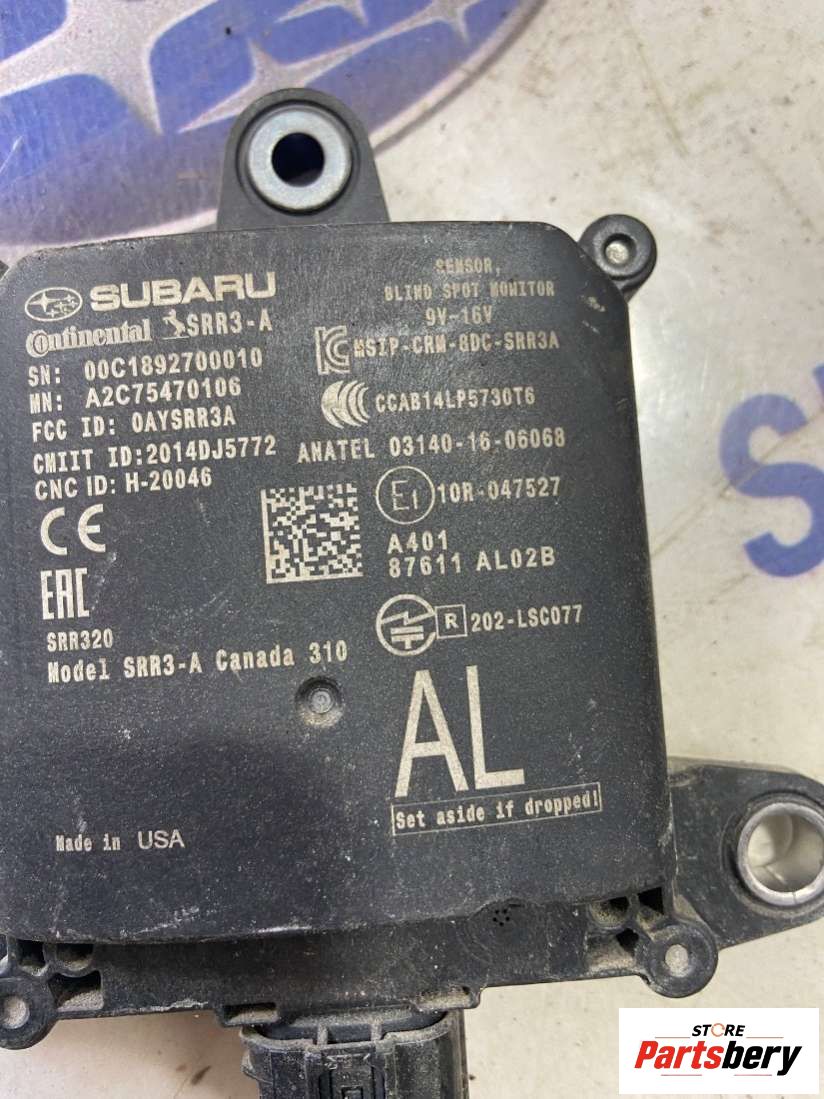 SUBARU
Continental SRR3-A
SN: 00C1892700010
MN: A2C75470106
FCC ID: OAYSRR3A
CMIIT ID:2014DJ5772
CNC ID: H-20046
CE
EAC
SRR320
Model SRR3-A Canada 310
Made in USA
SENSOR,
BLIND SPOT MONITOR
9V-16V
MSIP-CRM-8DC-SRR3A
CCAB14LP5730T6
ANATEL 03140-16-06068
E1 10R-047527
A401
87611 AL02B
R 202-LSC077
AL
Set aside if dropped!
STORE
Partsbery